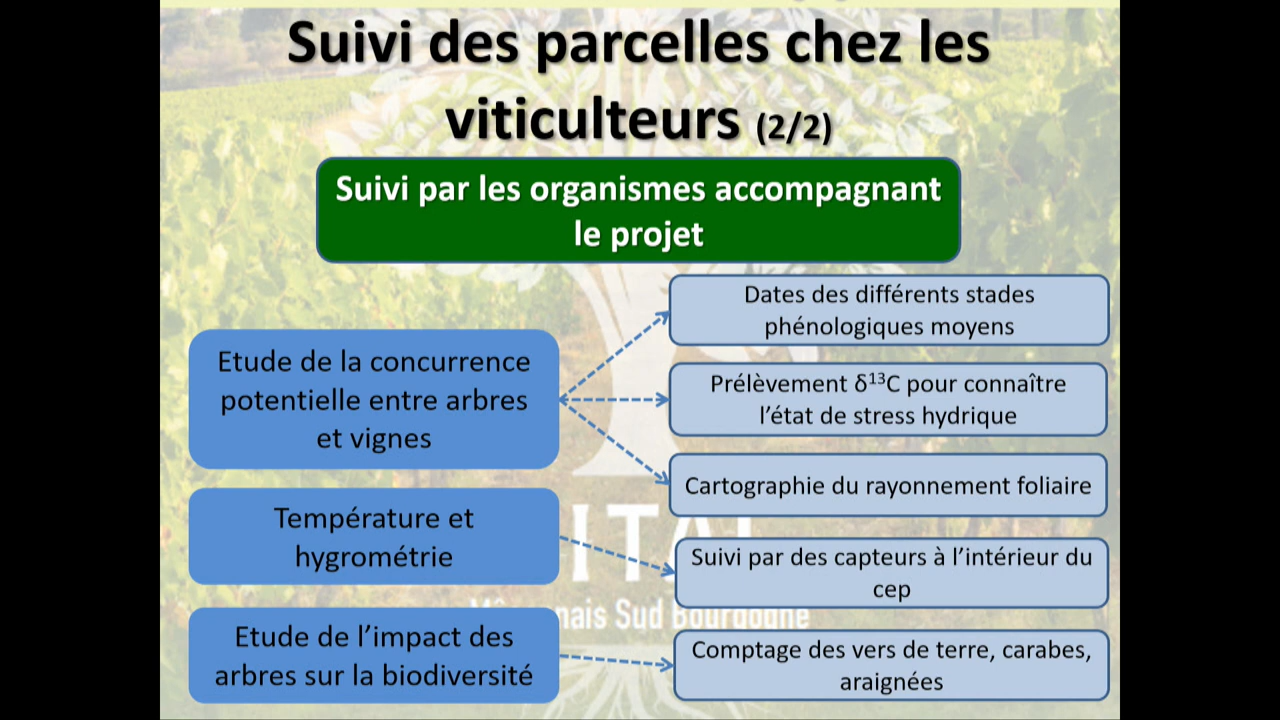 Suivi des parcelles chez les
viticulteurs (2/2)
Suivi par les organismes accompagnant
le projet
Etude de la concurrence
potentielle entre arbres
et vignes
Dates des différents stades
phénologiques moyens
Prélèvement δ¹³C pour connaître
l’état de stress hydrique
Cartographie du rayonnement foliaire
Température et
hygrométrie
Suivi par des capteurs à l’intérieur du
cep
Etude de l’impact des
arbres sur la biodiversité
Comptage des vers de terre, carabes,
araignées
Sud Bourgogne